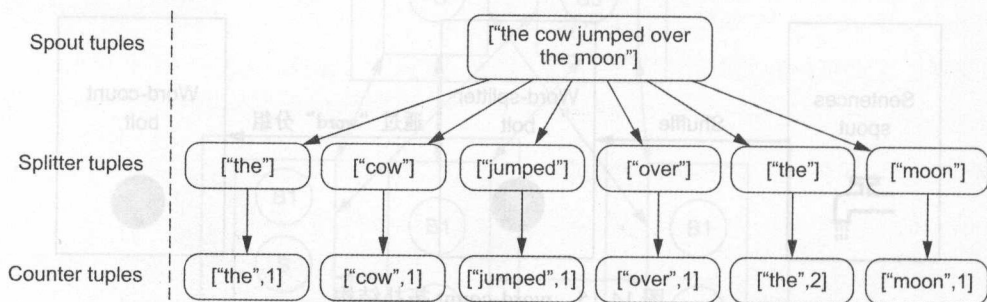 Spout tuples
[“the cow jumped over
the moon”]
Splitter tuples
[“the”] [“cow”] [“jumped”] [“over”] [“the”] [“moon”]
Counter tuples
[“the”,1] [“cow”,1] [“jumped”,1] [“over”,1] [“the”,2] [“moon”,1]